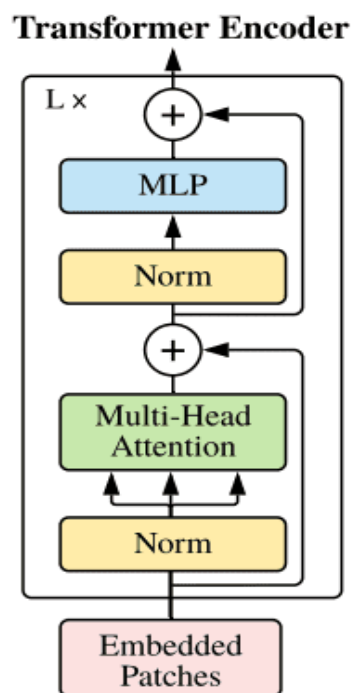 Transformer Encoder
L ×
+
MLP
Norm
+
Multi-Head
Attention
Norm
Embedded
Patches